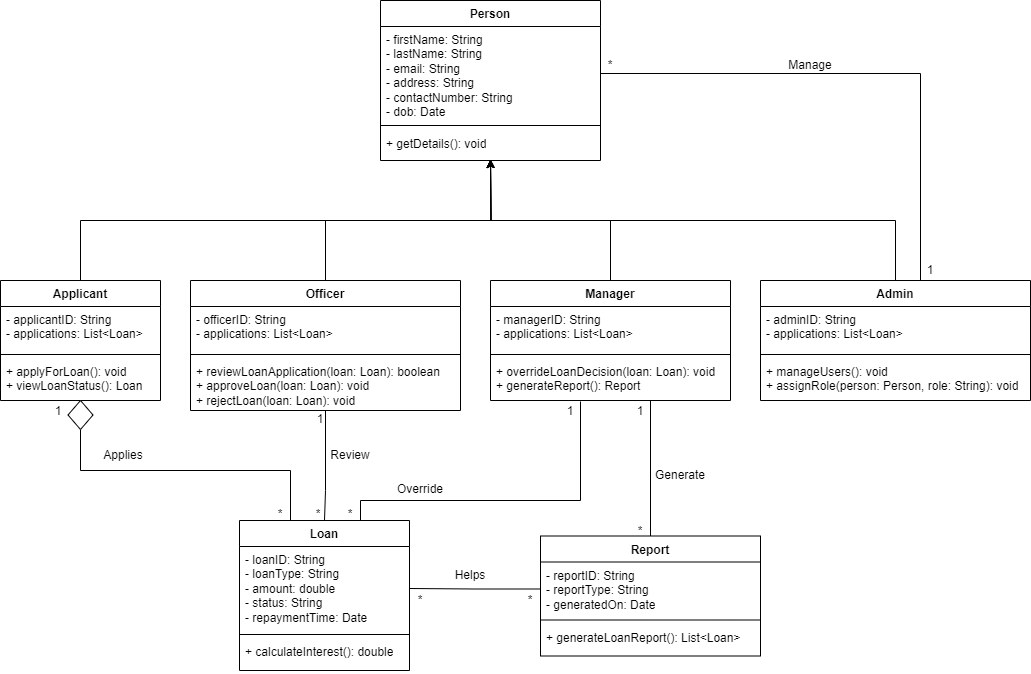 Person
- firstName: String
- lastName: String
- email: String
- address: String
- contactNumber: String
- dob: Date
+ getDetails(): void
*
Manage
1
Applicant
- applicantID: String
- applications: List<Loan>
+ applyForLoan(): void
+ viewLoanStatus(): Loan
Officer
- officerID: String
- applications: List<Loan>
+ reviewLoanApplication(loan: Loan): boolean
+ approveLoan(loan: Loan): void
+ rejectLoan(loan: Loan): void
Manager
- managerID: String
- applications: List<Loan>
+ overrideLoanDecision(loan: Loan): void
+ generateReport(): Report
Admin
- adminID: String
- applications: List<Loan>
+ manageUsers(): void
+ assignRole(person: Person, role: String): void
1
Applies
*
1
Review
*
1
Override
*
1
Generate
*
Loan
- loanID: String
- loanType: String
- amount: double
- status: String
- repaymentTime: Date
+ calculateInterest(): double
Helps
*
*
Report
- reportID: String
- reportType: String
- generatedOn: Date
+ generateLoanReport(): List<Loan>